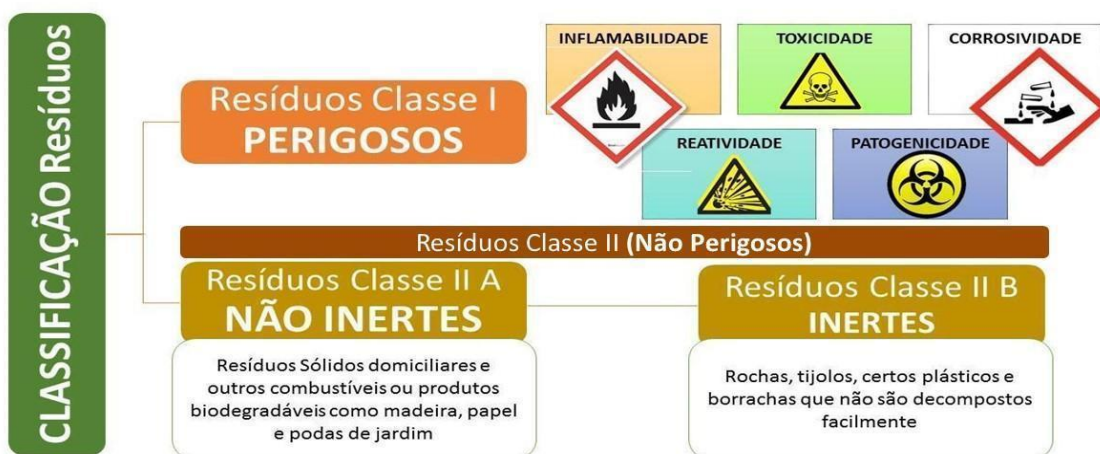 CLASSIFICAÇÃO Resíduos
Resíduos Classe I
PERIGOSOS
INFLAMABILIDADE
TOXICIDADE
CORROSIVIDADE
REATIVIDADE
PATOGENICIDADE
Resíduos Classe II (Não Perigosos)
Resíduos Classe II A
NÃO INERTES
Resíduos Sólidos domiciliares e
outros combustíveis ou produtos
biodegradáveis como madeira, papel
e podas de jardim
Resíduos Classe II B
INERTES
Rochas, tijolos, certos plásticos e
borrachas que não são decompostos
facilmente